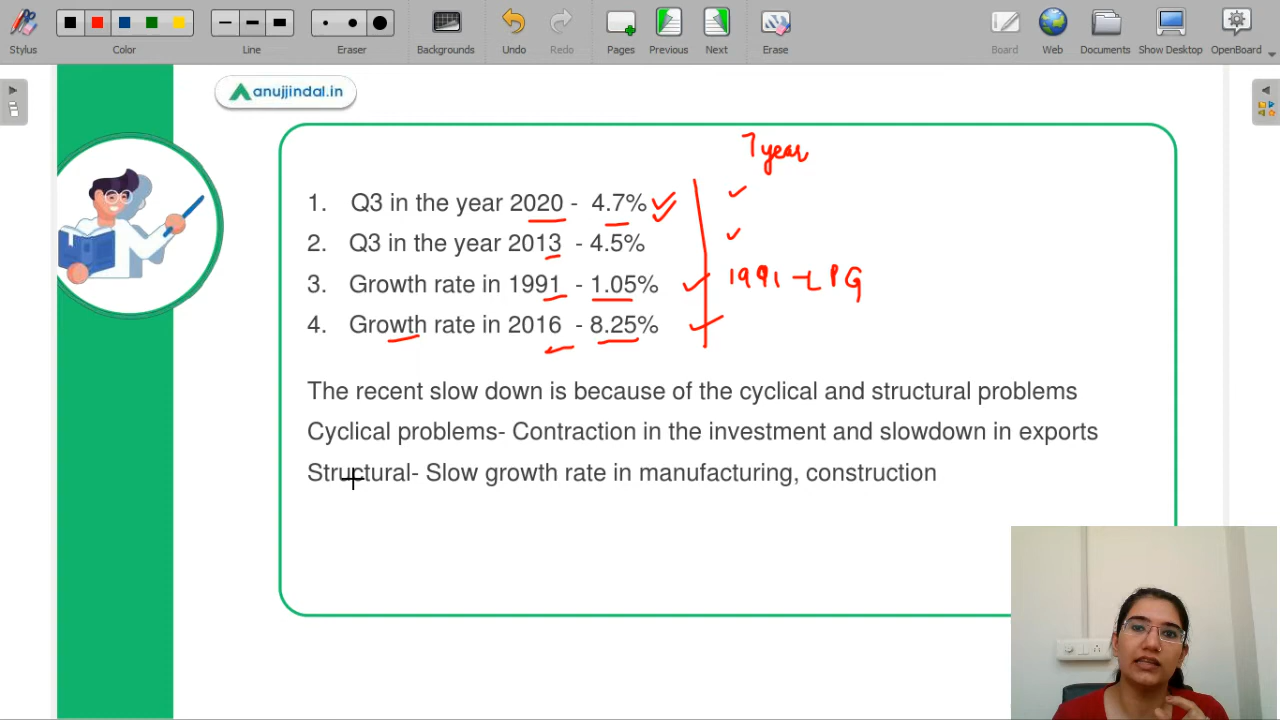 Stylus
Color
Line
Eraser
Backgrounds
Undo
Redo
Pages
Previous
Next
Erase
Board
Web
Documents
Show Desktop
OpenBoard
anujjindal.in
7 year
1. Q3 in the year 2020 - 4.7%
2. Q3 in the year 2013 - 4.5%
3. Growth rate in 1991 - 1.05%
1991 - LPG
4. Growth rate in 2016 - 8.25%
The recent slow down is because of the cyclical and structural problems
Cyclical problems- Contraction in the investment and slowdown in exports
Structural- Slow growth rate in manufacturing, construction